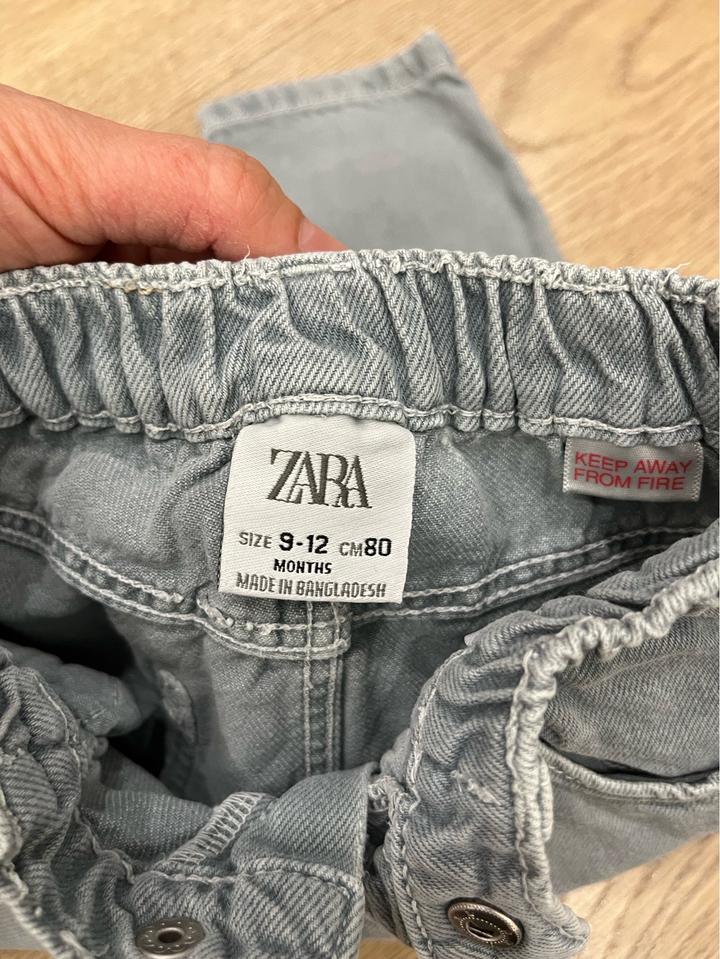 ZARA
SIZE 9-12 CM80
MONTHS
MADE IN BANGLADESH
KEEP AWAY
FROM FIRE